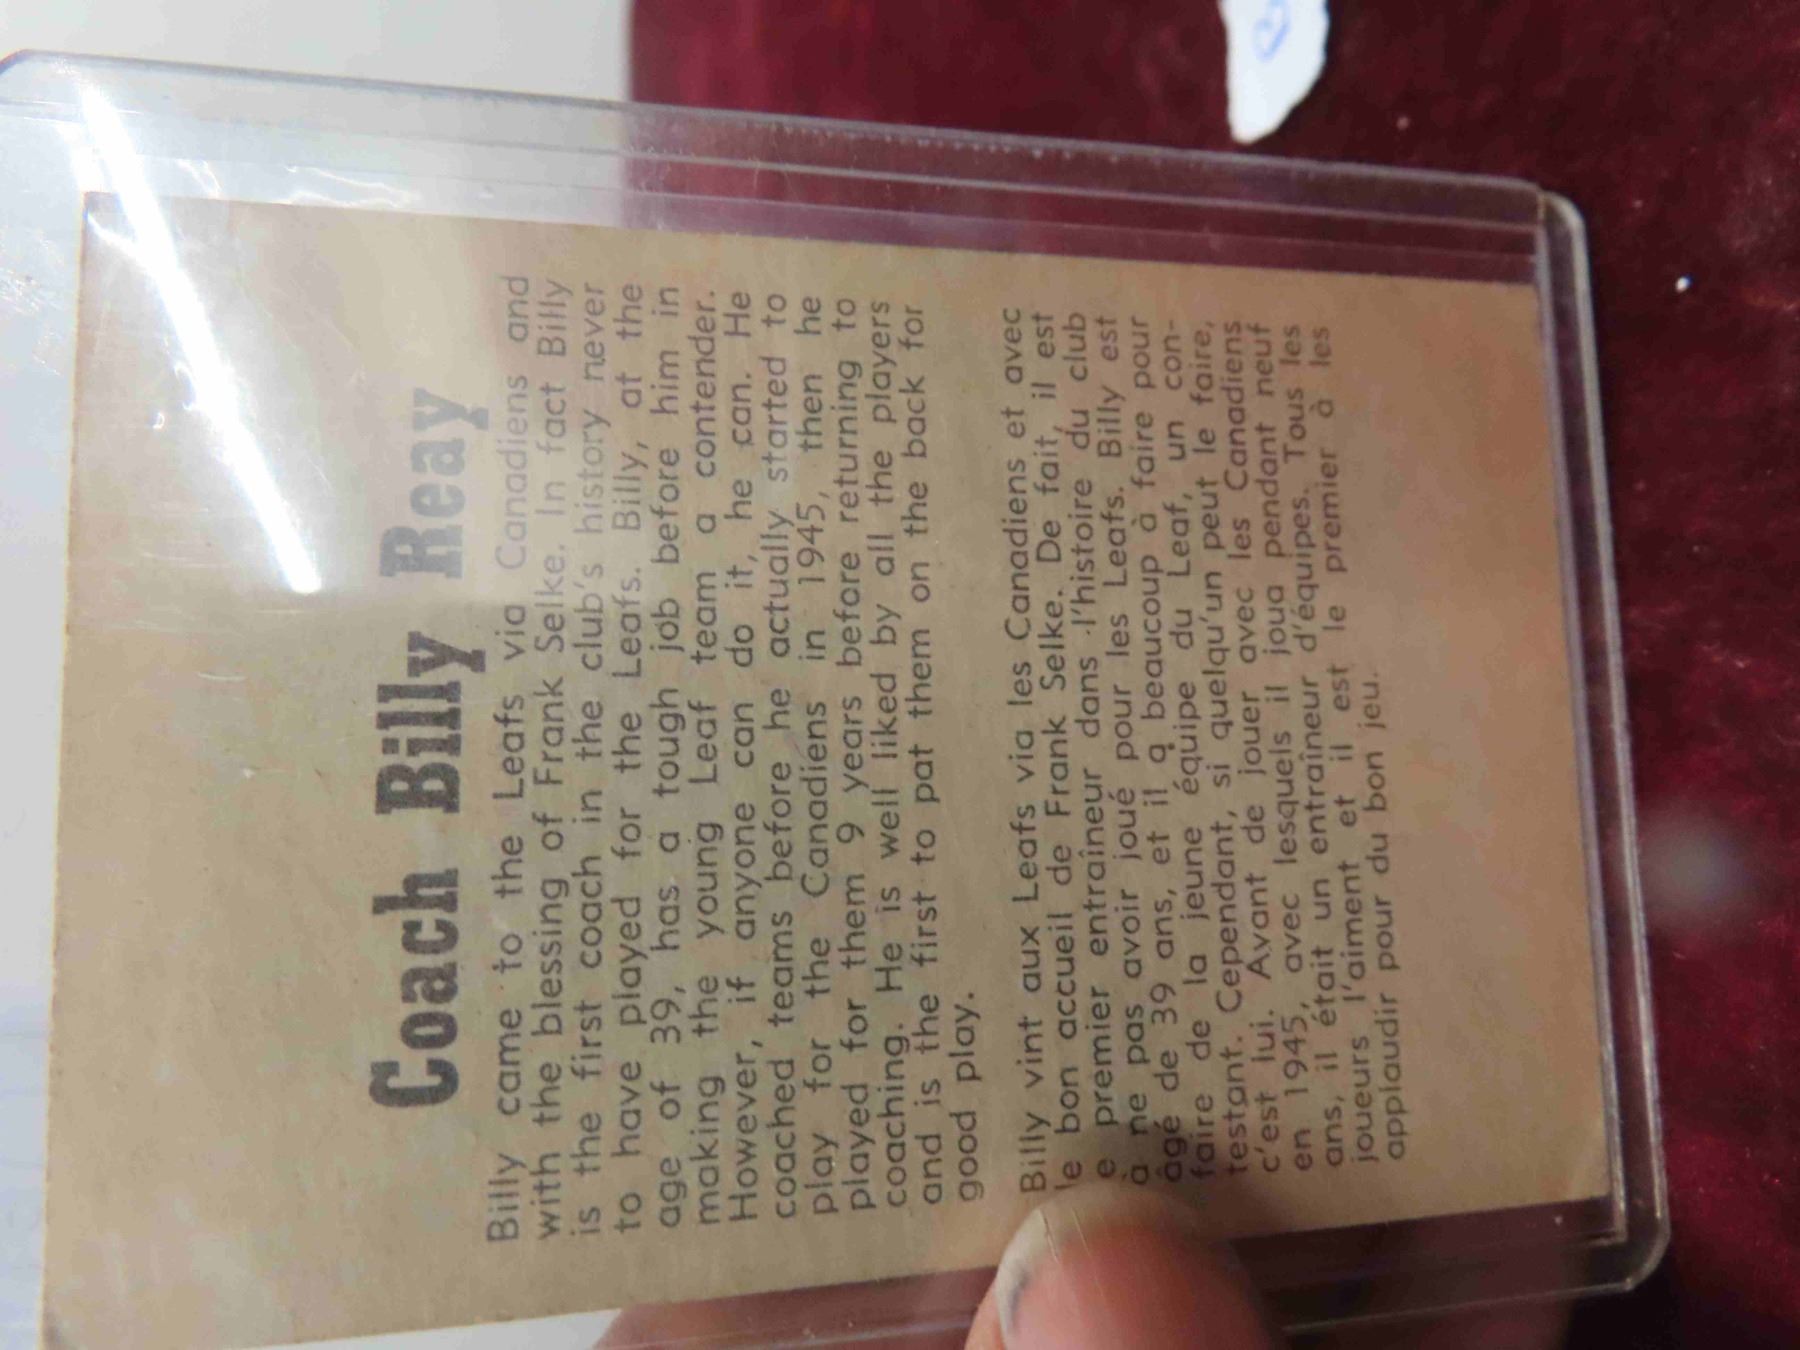 Coach Billy Reay
Billy came to the Leafs via Canadiens and
with the blessing of Frank Selke. In fact Billy
is the first coach in the club's history never
to have played for the Leafs. Billy, at the
age of 39, has a tough job before him in
making the young Leaf team a contender.
However, if anyone can do it, he can. He
coached teams before he actually started to
play for the Canadiens in 1945, then he
played for them 9 years before returning to
coaching. He is well liked by all the players
and is the first to pat them on the back for
good play.
Billy vint aux Leafs via les Canadiens et avec
le bon accueil de Frank Selke. De fait, il est
e premier entraîneur dans l'histoire du club
à ne pas avoir joué pour les Leafs. Billy est
âgé de 39 ans, et il a beaucoup à faire pour
faire de la jeune équipe du Leaf, un con-
testant. Cependant, si quelqu'un peut le faire,
c'est lui. Avant de jouer avec les Canadiens
en 1945, avec lesquels il joua pendant neuf
ans, il était un entraîneur d'équipes. Tous les
joueurs l'aiment et il est le premier à les
applaudir pour du bon jeu.